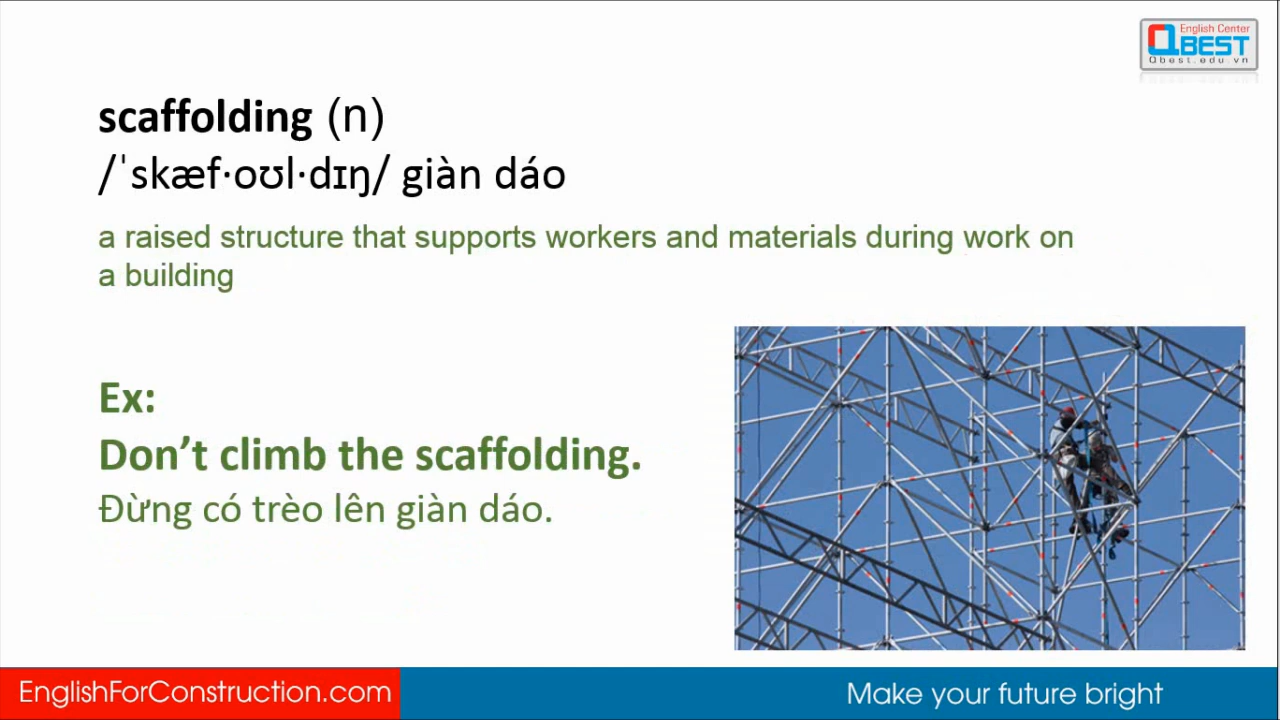 English Center
QBEST
Qbest.edu.vn
scaffolding (n)
/ˈskæf·oʊl·dɪŋ/ giàn dáo
a raised structure that supports workers and materials during work on
a building
Ex:
Don’t climb the scaffolding.
Đừng có trèo lên giàn dáo.
EnglishForConstruction.com
Make your future bright